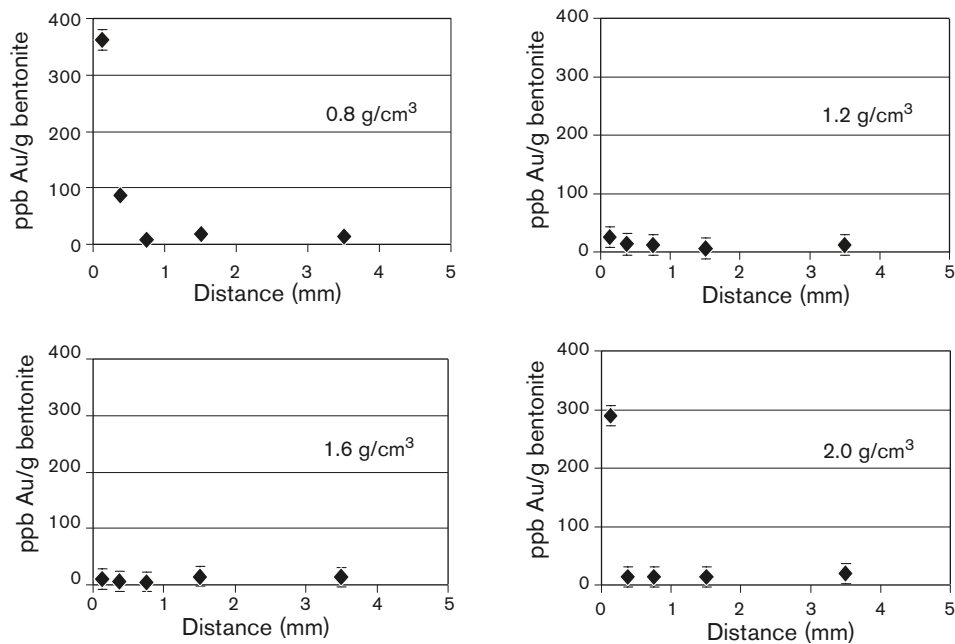 ppb Au/g bentonite
400
300
200
100
0
0.8 g/cm³
0 1 2 3 4 5
Distance (mm)
ppb Au/g bentonite
400
300
200
100
0
1.2 g/cm³
0 1 2 3 4 5
Distance (mm)
ppb Au/g bentonite
400
300
200
100
0
1.6 g/cm³
0 1 2 3 4 5
Distance (mm)
ppb Au/g bentonite
400
300
200
100
0
2.0 g/cm³
0 1 2 3 4 5
Distance (mm)